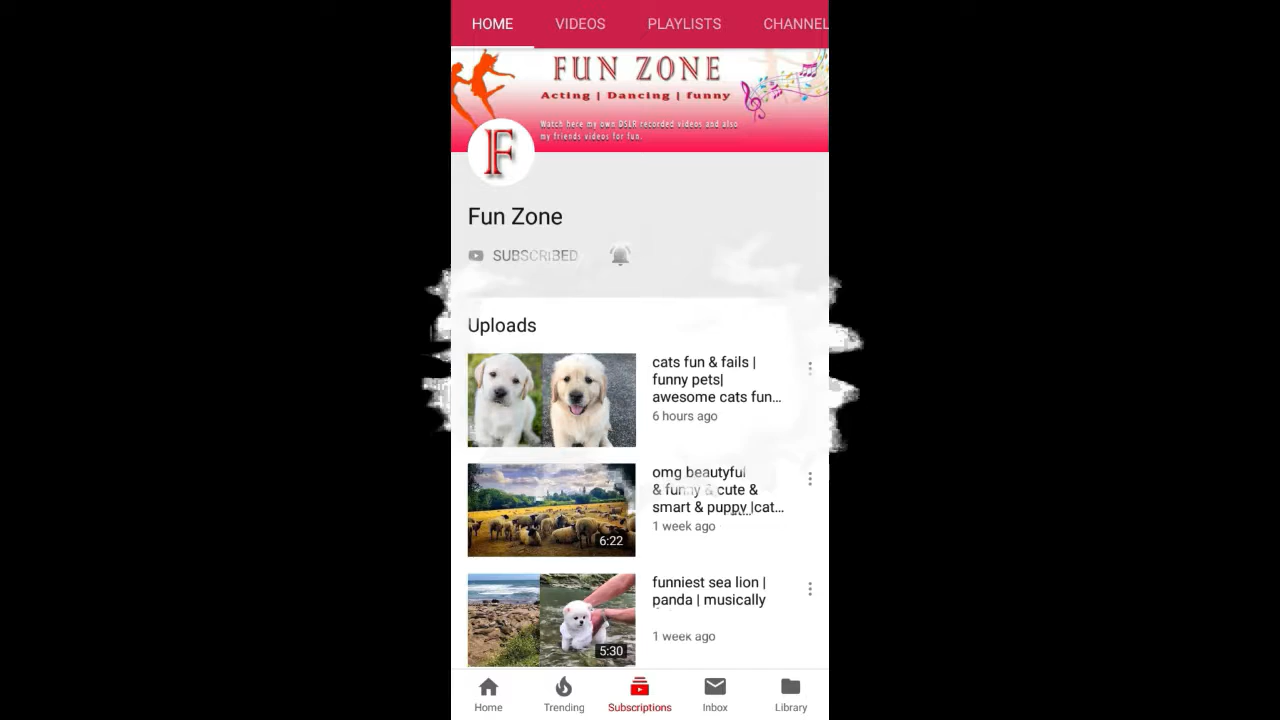 HOME VIDEOS PLAYLISTS CHANNEL
FUN ZONE
Acting | Dancing | funny
Watch here my own DSLR recorded videos and also
my friends videos for fun.
F
Fun Zone
SUBSCRIBED
Uploads
cats fun & fails |
funny pets|
awesome cats fun...
6 hours ago
omg beautyful
& funny & cute &
smart & puppy |cat...
1 week ago
6:22
funniest sea lion |
panda | musically
1 week ago
5:30
Home Trending Subscriptions Inbox Library